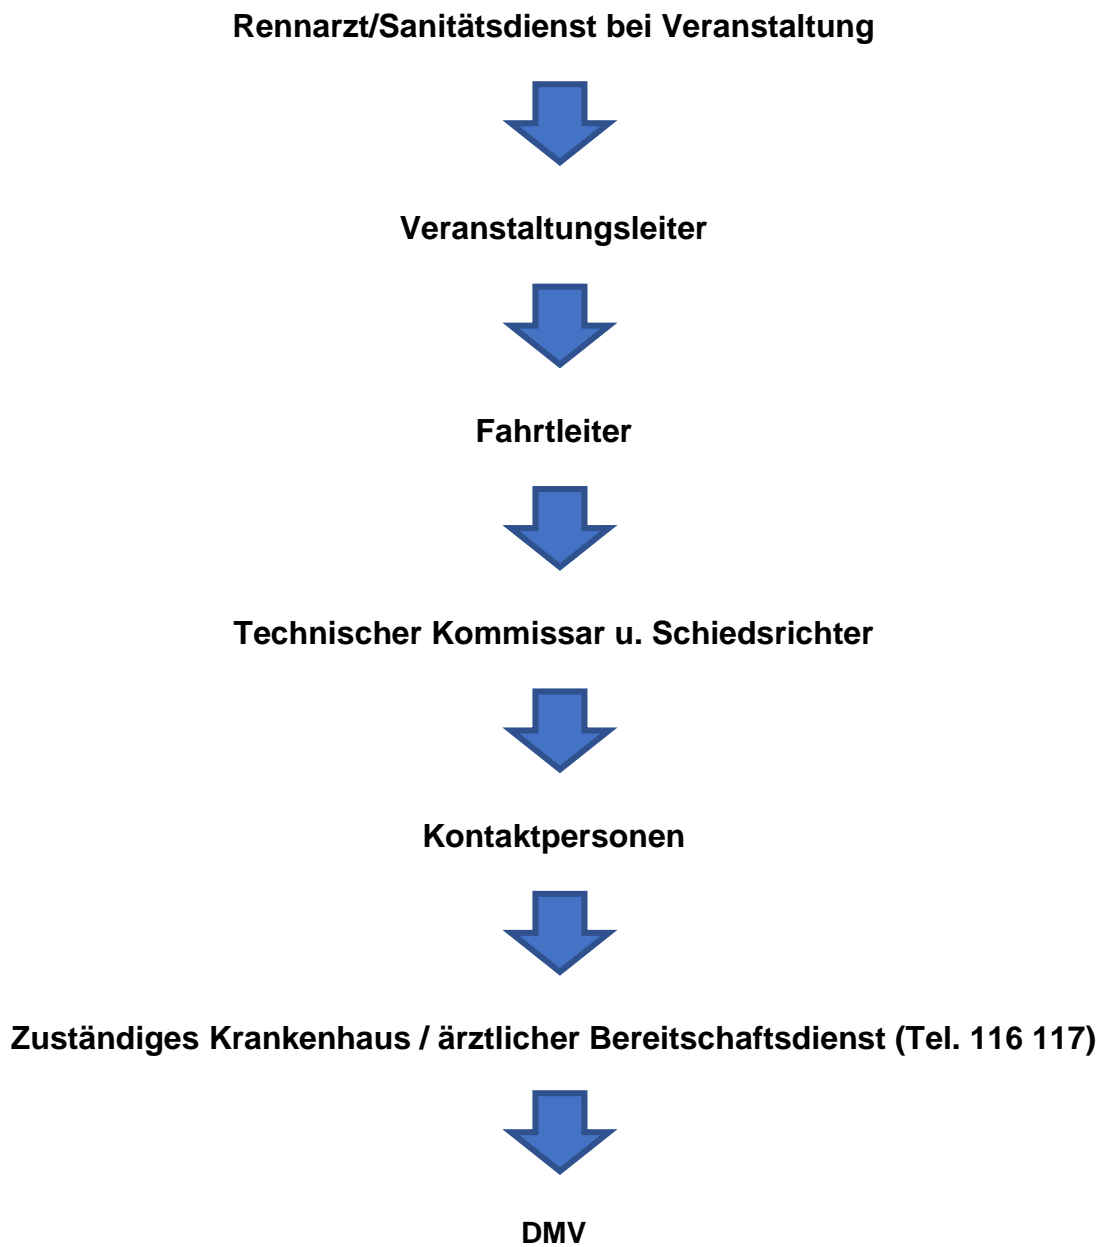 Rennarzt/Sanitätsdienst bei Veranstaltung
Veranstaltungsleiter
Fahrtleiter
Technischer Kommissar u. Schiedsrichter
Kontaktpersonen
Zuständiges Krankenhaus / ärztlicher Bereitschaftsdienst (Tel. 116 117)
DMV